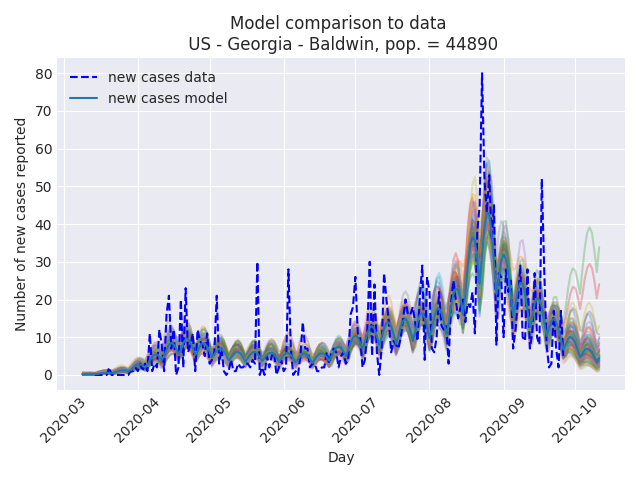 Model comparison to data
US - Georgia - Baldwin, pop. = 44890
new cases data
new cases model
Number of new cases reported
80
70
60
50
40
30
20
10
0
2020-03
2020-04
2020-05
2020-06
2020-07
2020-08
2020-09
2020-10
Day